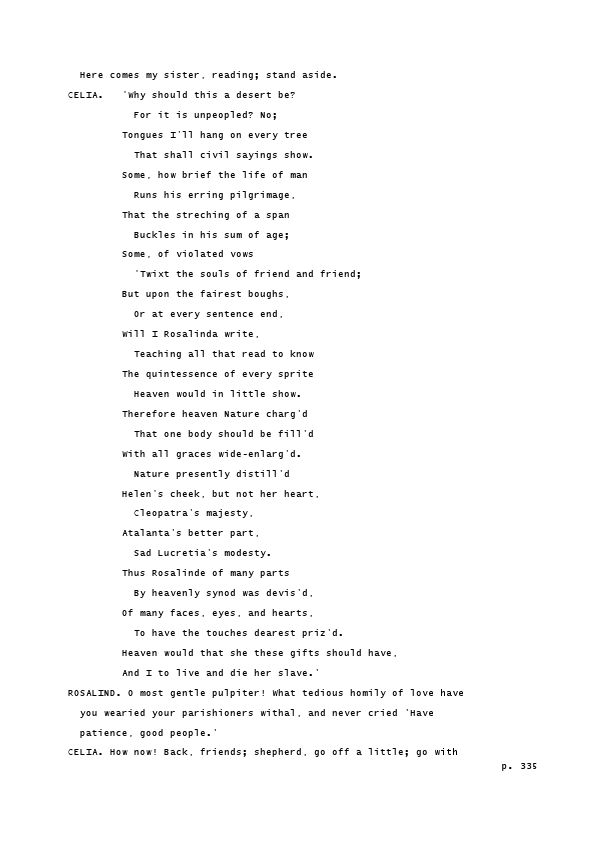 Here comes my sister, reading; stand aside.
CELIA. 'Why should this a desert be?
For it is unpeopled? No;
Tongues I'll hang on every tree
That shall civil sayings show.
Some, how brief the life of man
Runs his erring pilgrimage,
That the streching of a span
Buckles in his sum of age;
Some, of violated vows
'Twixt the souls of friend and friend;
But upon the fairest boughs,
Or at every sentence end,
Will I Rosalinda write,
Teaching all that read to know
The quintessence of every sprite
Heaven would in little show.
Therefore heaven Nature charg'd
That one body should be fill'd
With all graces wide-enlarg'd.
Nature presently distill'd
Helen's cheek, but not her heart,
Cleopatra's majesty,
Atalanta's better part,
Sad Lucretia's modesty.
Thus Rosalinde of many parts
By heavenly synod was devis'd,
Of many faces, eyes, and hearts,
To have the touches dearest priz'd.
Heaven would that she these gifts should have,
And I to live and die her slave.'
ROSALIND. O most gentle pulpiter! What tedious homily of love have
you wearied your parishioners withal, and never cried 'Have
patience, good people.'
CELIA. How now! Back, friends; shepherd, go off a little; go with
p. 335